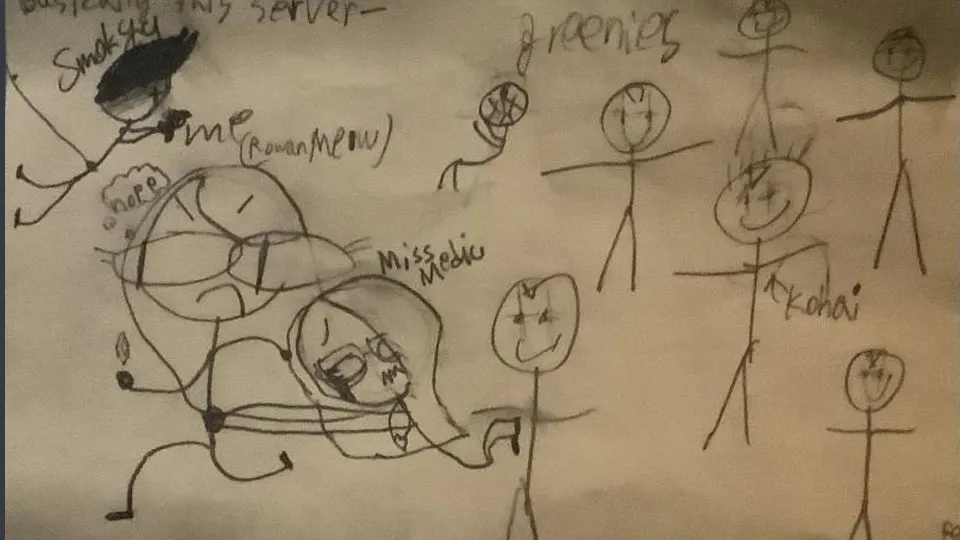 this server-
Smokey
greenies
me
(RowanMeow)
nope
Miss
Medic
Kohai